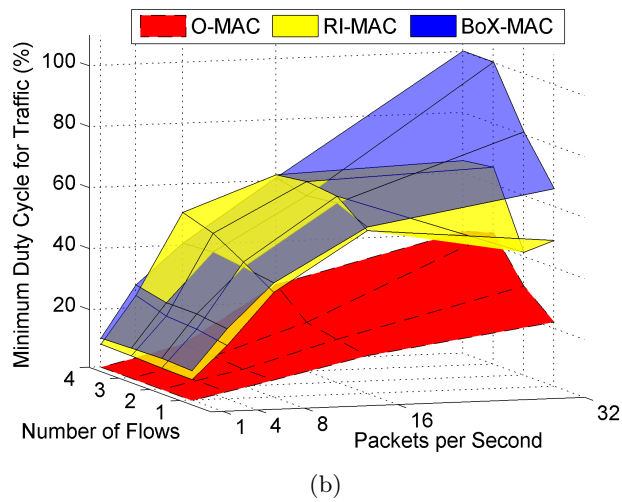 O-MAC RI-MAC BoX-MAC
Minimum Duty Cycle for Traffic (%)
100
80
60
40
20
4
3
2
1
Number of Flows
1
4
8
16
32
Packets per Second
(b)